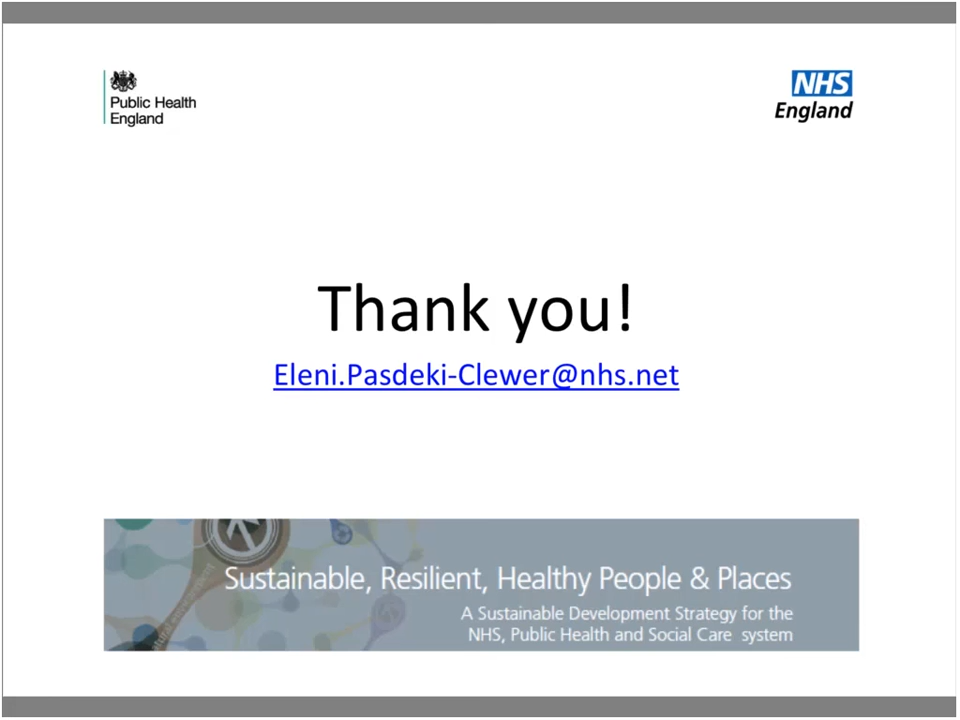 Public Health
England
NHS
England
Thank you!
Eleni.Pasdeki-Clewer@nhs.net
Sustainable, Resilient, Healthy People & Places
A Sustainable Development Strategy for the
NHS, Public Health and Social Care system